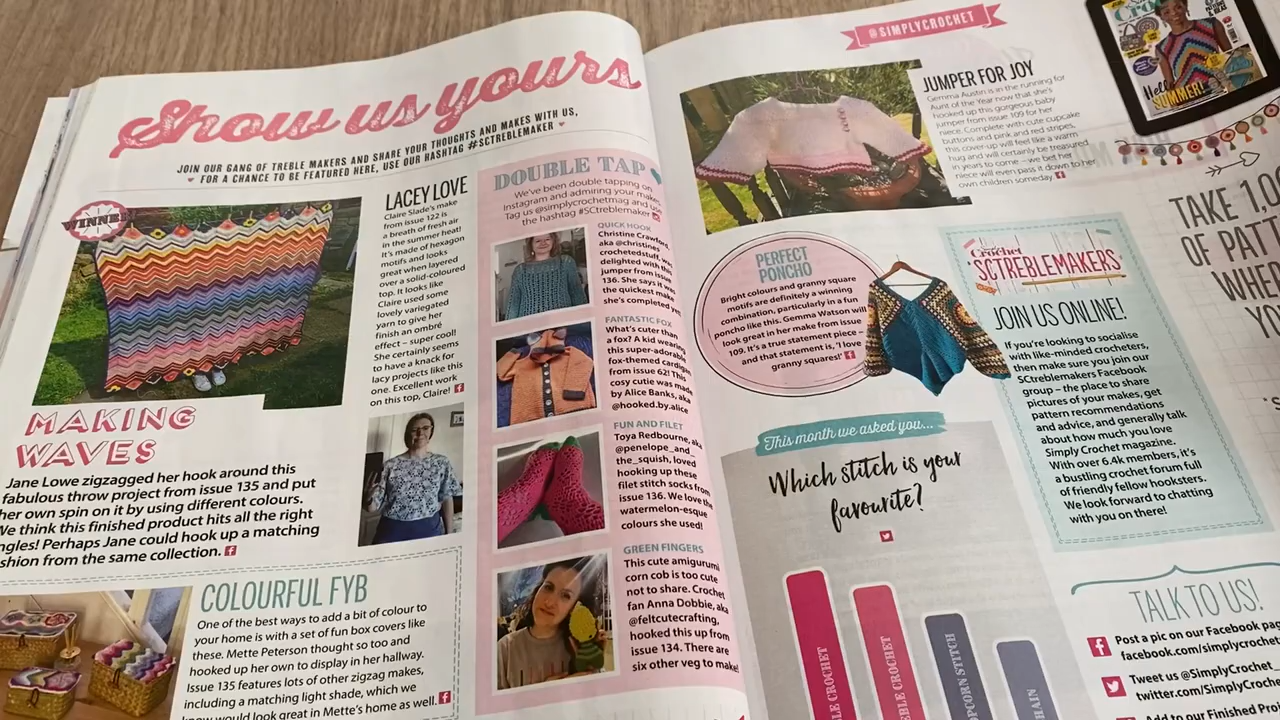 Show us yours
JOIN OUR GANG OF TREBLE MAKERS AND SHARE YOUR THOUGHTS AND MAKES WITH US,
FOR A CHANCE TO BE FEATURED HERE, USE OUR HASHTAG #SCTREBLEMAKER
WINNER!
MAKING
WAVES
Jane Lowe zigzagged her hook around this
fabulous throw project from issue 135 and put
her own spin on it by using different colours.
We think this finished product hits all the right
ngles! Perhaps Jane could hook up a matching
shion from the same collection.
LACEY LOVE
Claire Slade's make
from issue 122 is
a breath of fresh air
in the summer heat!
It's made of hexagon
motifs and looks
great when layered
over a solid-coloured
top. It looks like
Claire used some
lovely variegated
yarn to give her
finish an ombré
effect – super cool!
She certainly seems
to have a knack for
lacy projects like this
one. Excellent work
on this top, Claire!
COLOURFUL FYB
One of the best ways to add a bit of colour to
your home is with a set of fun box covers like
these. Mette Peterson thought so too and
hooked up her own to display in her hallway.
Issue 135 features lots of other zigzag makes,
including a matching light shade, which we
know would look great in Mette's home as well.
DOUBLE TAP
We've been double tapping on
Instagram and admiring your makes.
Tag us @simplycrochetmag and use
the hashtag #SCtreblemaker
QUICK HOOK
Christine Crawford,
aka @christines
crochetedstuff, was
delighted with this
jumper from issue
136. She says it was
the quickest make
she's completed yet!
FANTASTIC FOX
What's cuter than
a fox? A kid wearing
this super-adorable
fox-themed cardigan
from issue 62! This
cosy cutie was made
by Alice Banks, aka
@hooked.by.alice
FUN AND FILET
Toya Redbourne, aka
@penelope_and_
the_squish, loved
hooking up these
filet stitch socks from
issue 136. We love the
watermelon-esque
colours she used!
GREEN FINGERS
This cute amigurumi
corn cob is too cute
not to share. Crochet
fan Anna Dobbie, aka
@feltcutecrafting,
hooked this up from
issue 134. There are
six other veg to make!
@SIMPLYCROCHET
JUMPER FOR JOY
Gemma Austin is in the running for
Aunt of the Year now that she's
hooked up this gorgeous baby
jumper from issue 109 for her
niece. Complete with cute cupcake
buttons and pink and red stripes,
this cover-up will feel like a warm
hug and will certainly be treasured
in years to come – we bet her
niece will even pass it down to her
own children someday
PERFECT
PONCHO
Bright colours and granny square
motifs are definitely a winning
combination, particularly in a fun
poncho like this. Gemma Watson will
look great in her make from issue
109. It's a true statement piece –
and that statement is, 'I love
granny squares!'
This month we asked you...
Which stitch is your
favourite?
BLE CROCHET
BLE CROCHET
OPCORN STITCH
HAIN
Crochet
SCTREBLEMAKERS
JOIN US ONLINE!
If you're looking to socialise
with like-minded crocheters,
make sure you join our
SCtreblemakers Facebook
group – the place to share
pictures of your makes, get
pattern recommendations
and advice, and generally talk
about how much you love
Simply Crochet magazine.
With over 6.4k members, it's
a bustling crochet forum full
of friendly fellow hooksters.
We look forward to chatting
with you on there!
TALK TO US!
Post a pic on our Facebook pag
facebook.com/simplycroche
Tweet us @SimplyCrochet
twitter.com/SimplyCroch
Add to our Finished Proj
Hello
SUMMER!
TAKE 1,0
OF PATT
WHER
YO